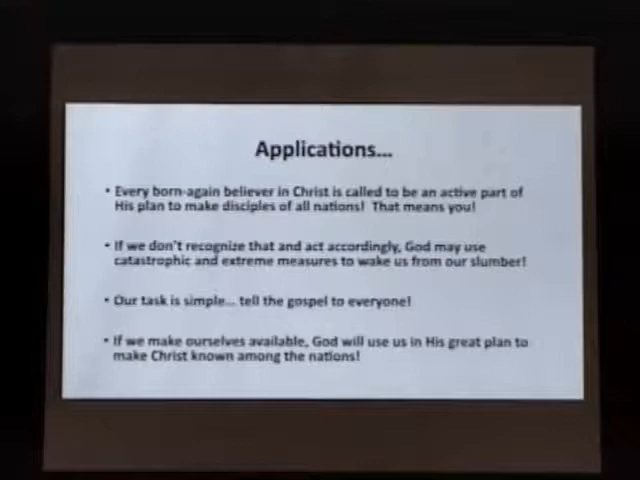 Applications...
• Every born-again believer in Christ is called to be an active part of
His plan to make disciples of all nations! That means you!
• If we don't recognize that and act accordingly, God may use
catastrophic and extreme measures to wake us from our slumber!
• Our task is simple... tell the gospel to everyone!
• If we make ourselves available, God will use us in His great plan to
make Christ known among the nations!